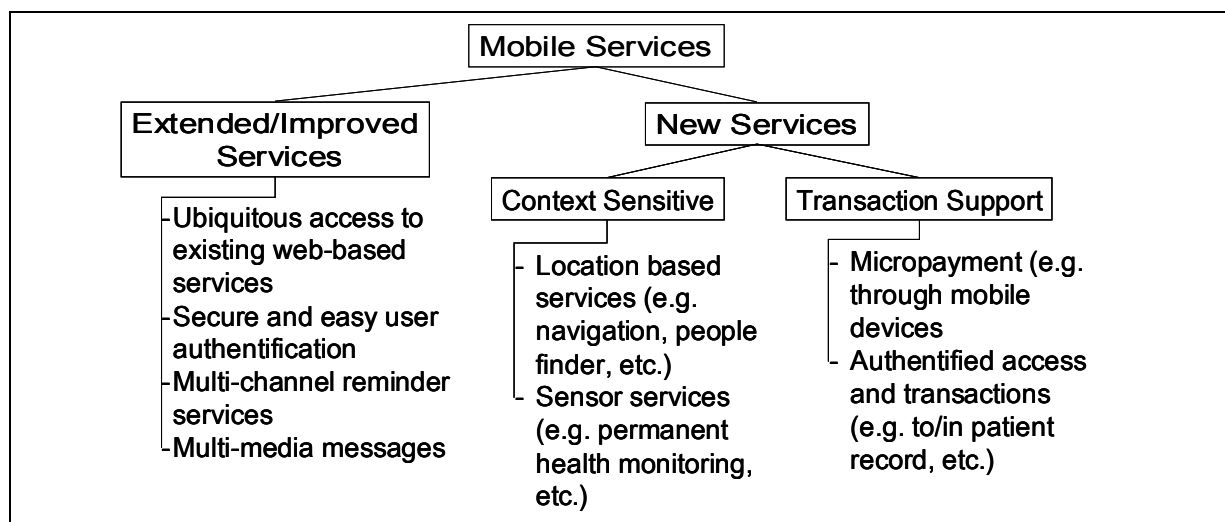 Mobile Services
Extended/Improved
Services
New Services
Context Sensitive
Transaction Support
-Ubiquitous access to
existing web-based
services
-Secure and easy user
authentification
-Multi-channel reminder
services
-Multi-media messages
- Location based
services (e.g.
navigation, people
finder, etc.)
- Sensor services
(e.g. permanent
health monitoring,
etc.)
- Micropayment (e.g.
through mobile
devices
- Authentified access
and transactions
(e.g. to/in patient
record, etc.)